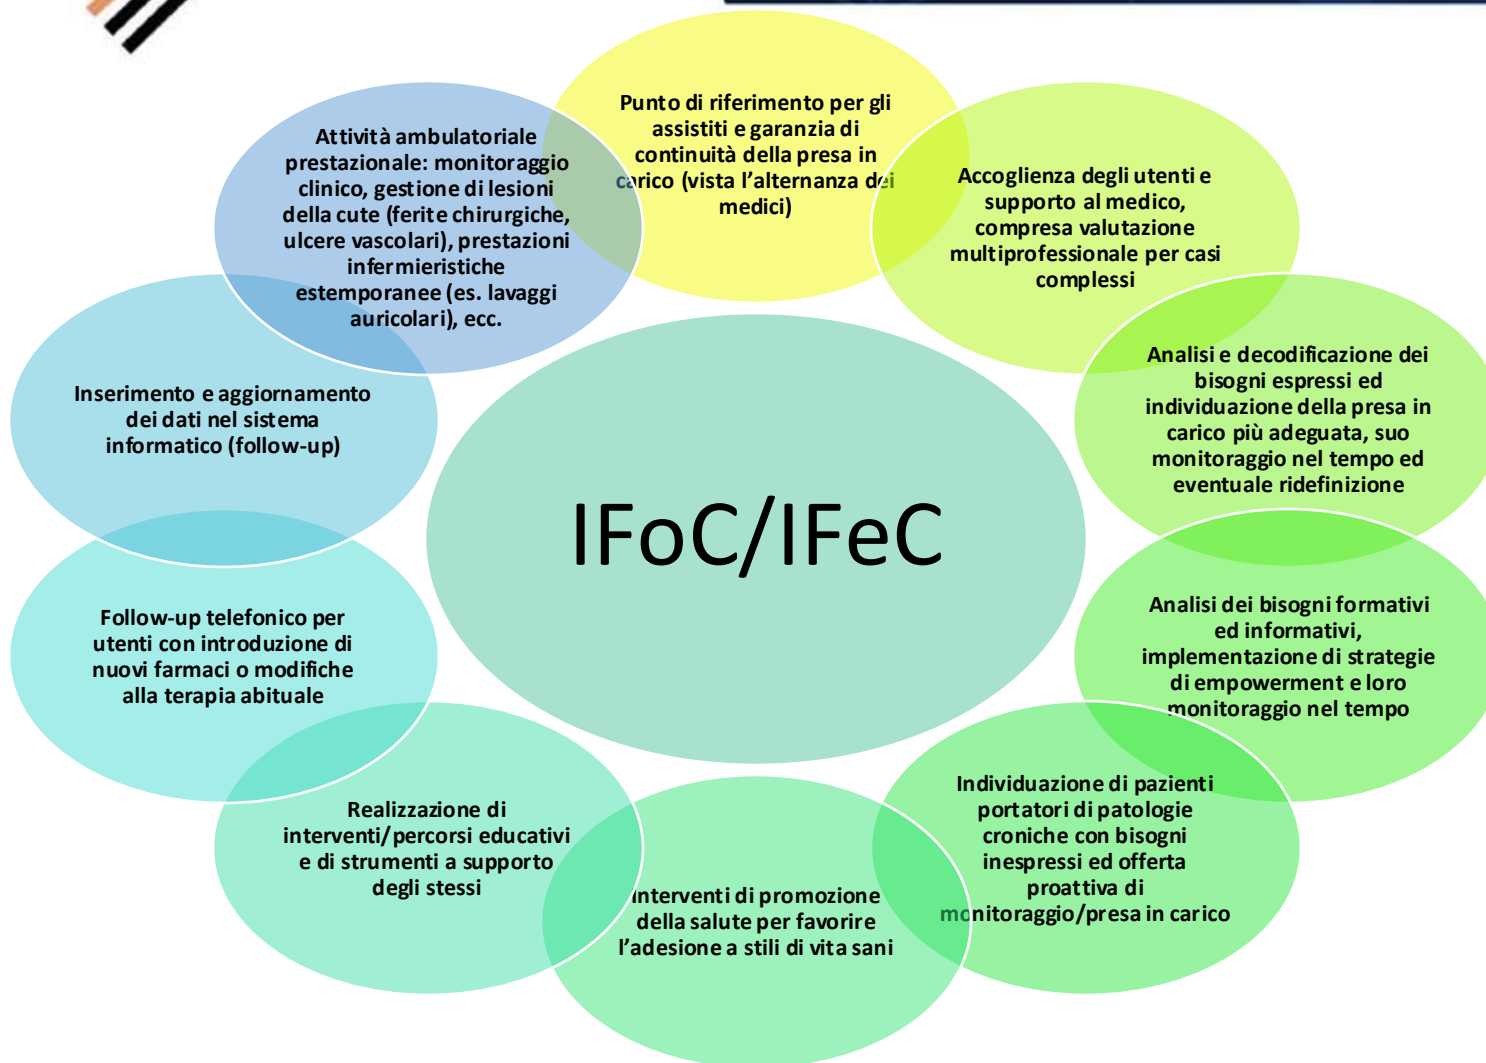 Punto di riferimento per gli
assistiti e garanzia di
continuità della presa in
carico (vista l'alternanza dei
medici)
Accoglienza degli utenti e
supporto al medico,
compresa valutazione
multiprofessionale per casi
complessi
Analisi e decodificazione dei
bisogni espressi ed
individuazione della presa in
carico più adeguata, suo
monitoraggio nel tempo ed
eventuale ridefinizione
Analisi dei bisogni formativi
ed informativi,
implementazione di strategie
di empowerment e loro
monitoraggio nel tempo
Individuazione di pazienti
portatori di patologie
croniche con bisogni
inespressi ed offerta
proattiva di
monitoraggio/presa in carico
Interventi di promozione
della salute per favorire
l'adesione a stili di vita sani
Realizzazione di
interventi/percorsi educativi
e di strumenti a supporto
degli stessi
Follow-up telefonico per
utenti con introduzione di
nuovi farmaci o modifiche
alla terapia abituale
Inserimento e aggiornamento
dei dati nel sistema
informatico (follow-up)
Attività ambulatoriale
prestazionale: monitoraggio
clinico, gestione di lesioni
della cute (ferite chirurgiche,
ulcere vascolari), prestazioni
infermieristiche
estemporanee (es. lavaggi
auricolari), ecc.
IFoC/IFeC